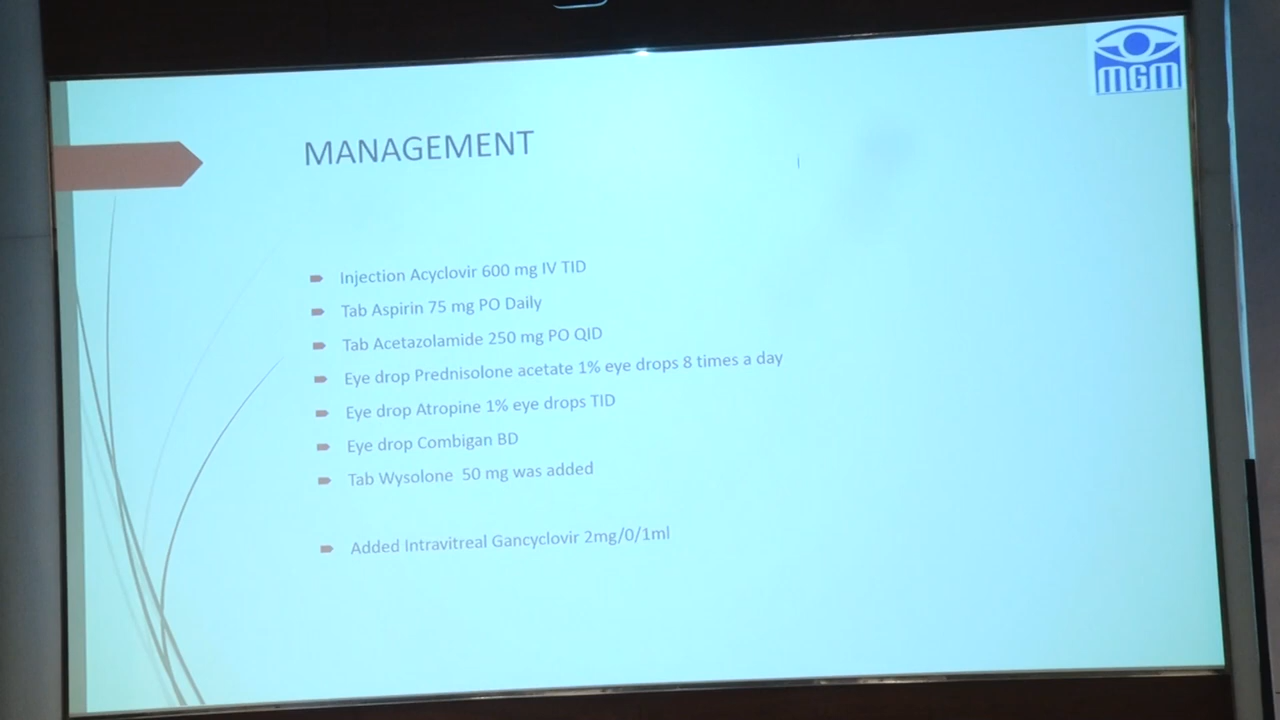 MGM
MANAGEMENT
Injection Acyclovir 600 mg IV TID
Tab Aspirin 75 mg PO Daily
Tab Acetazolamide 250 mg PO QID
Eye drop Prednisolone acetate 1% eye drops 8 times a day
Eye drop Atropine 1% eye drops TID
Eye drop Combigan BD
Tab Wysolone 50 mg was added
Added Intravitreal Gancyclovir 2mg/0/1ml